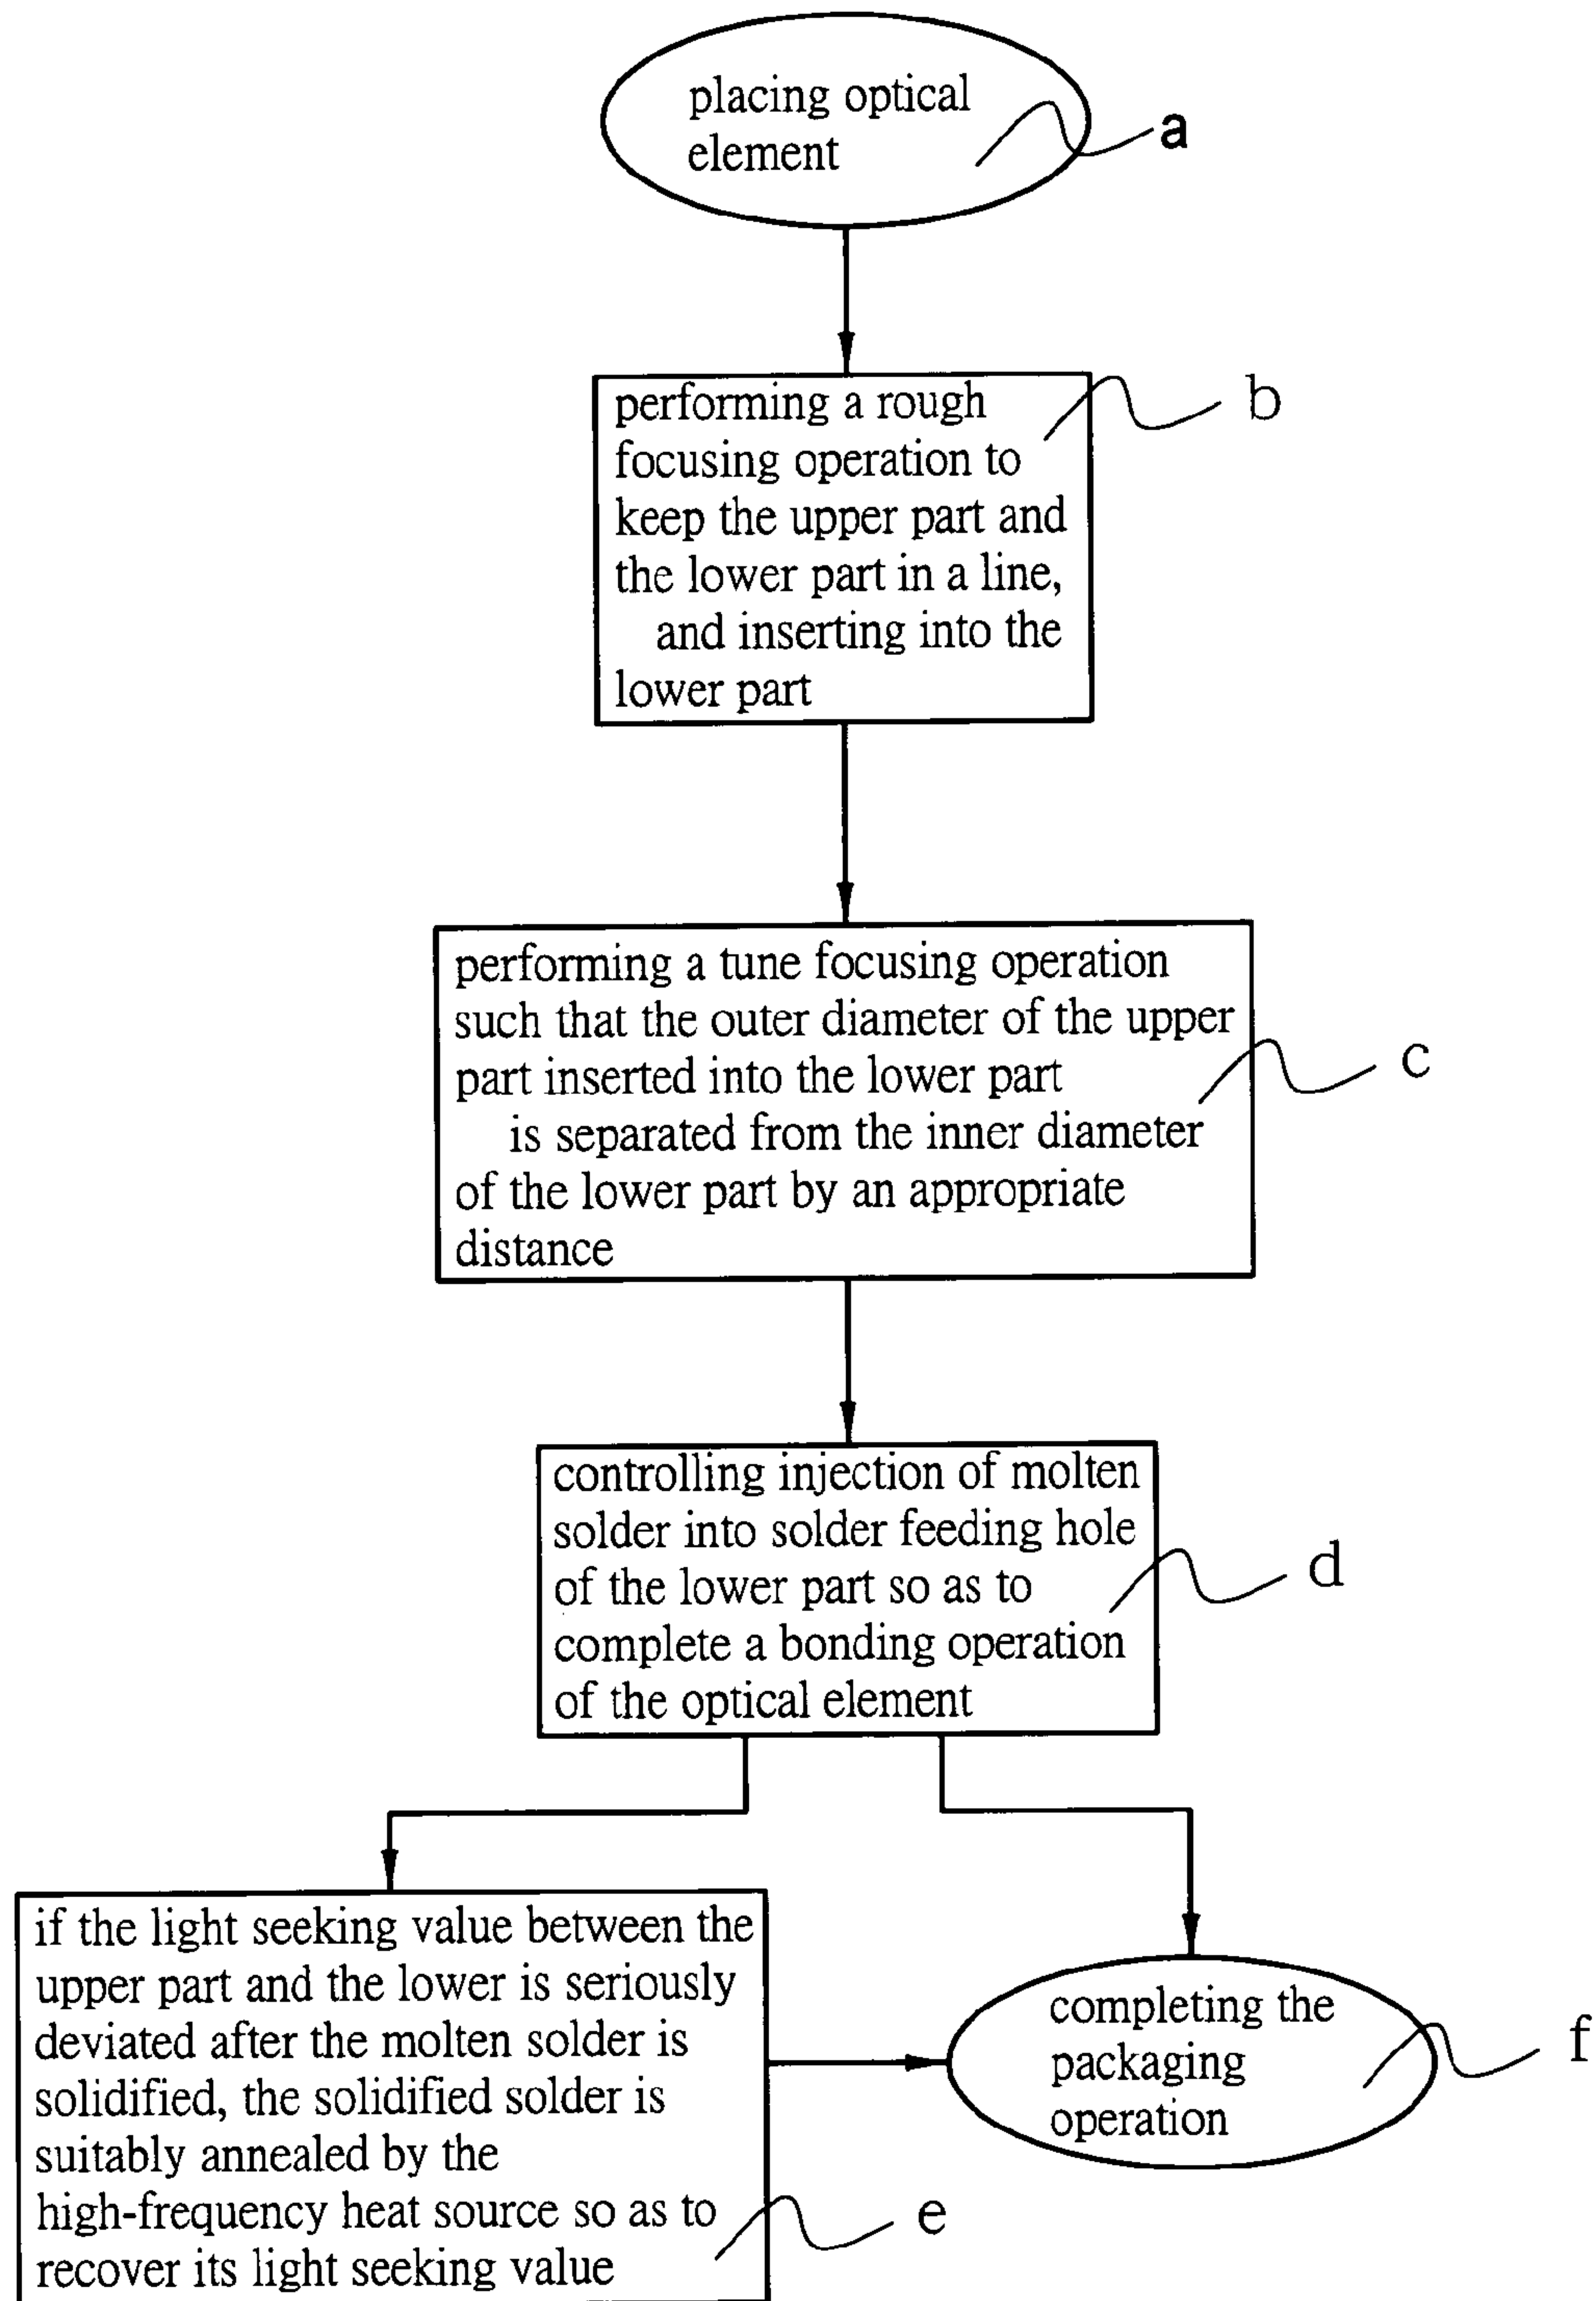 placing optical
element
a
performing a rough
focusing operation to
keep the upper part and
the lower part in a line,
and inserting into the
lower part
b
performing a tune focusing operation
such that the outer diameter of the upper
part inserted into the lower part
is separated from the inner diameter
of the lower part by an appropriate
distance
c
controlling injection of molten
solder into solder feeding hole
of the lower part so as to
complete a bonding operation
of the optical element
d
if the light seeking value between the
upper part and the lower is seriously
deviated after the molten solder is
solidified, the solidified solder is
suitably annealed by the
high-frequency heat source so as to
recover its light seeking value
e
completing the
packaging
operation
f